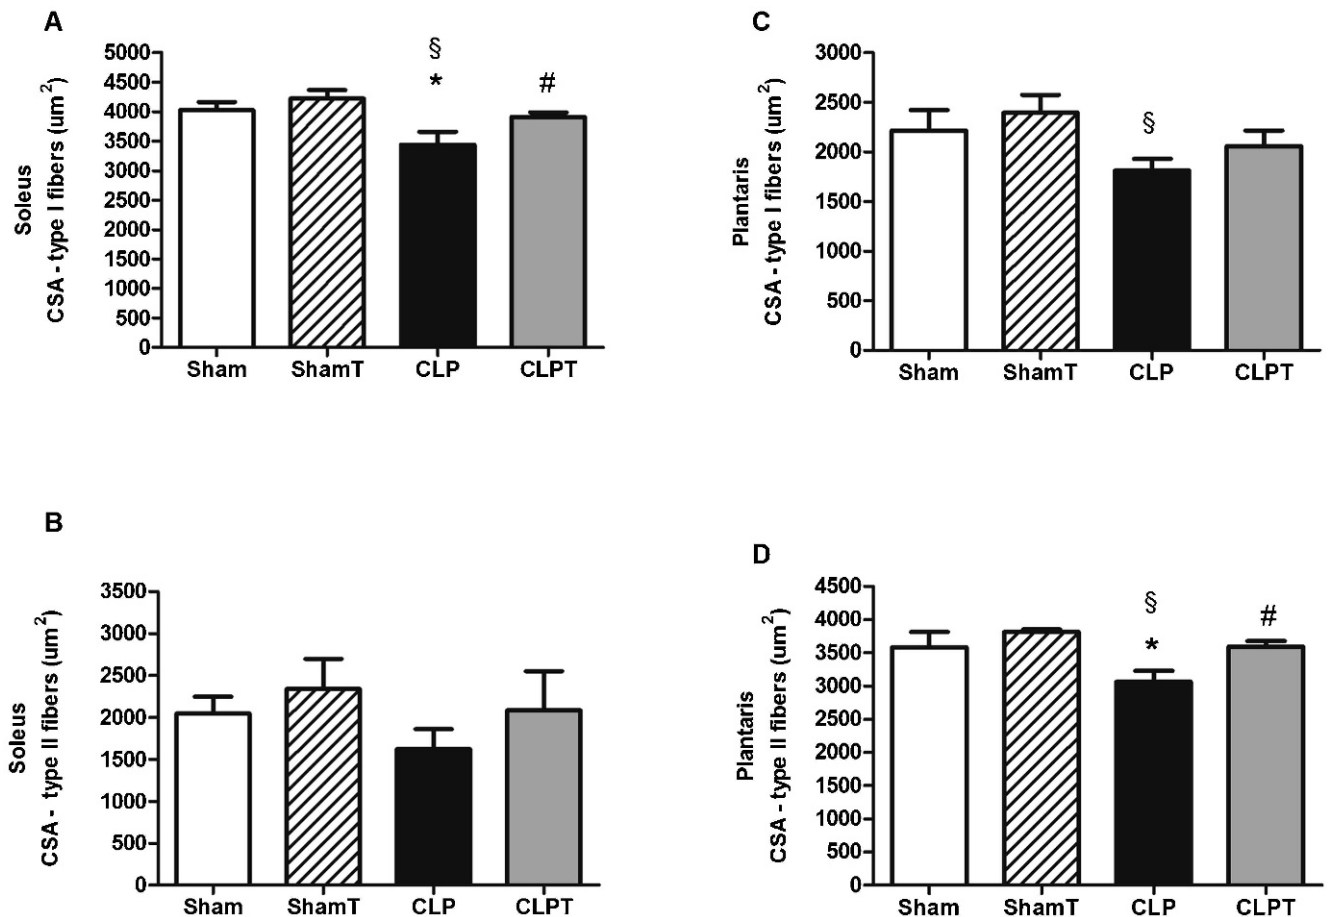 A
Soleus
CSA - type I fibers (um²)
5000
4500
4000
3500
3000
2500
2000
1500
1000
500
0
§
*
#
Sham ShamT CLP CLPT
C
Plantaris
CSA - type I fibers (um²)
3000
2500
2000
1500
1000
500
0
§
Sham ShamT CLP CLPT
B
Soleus
CSA - type II fibers (um²)
3500
3000
2500
2000
1500
1000
500
0
Sham ShamT CLP CLPT
D
Plantaris
CSA - type II fibers (um²)
4500
4000
3500
3000
2500
2000
1500
1000
500
0
§
*
#
Sham ShamT CLP CLPT